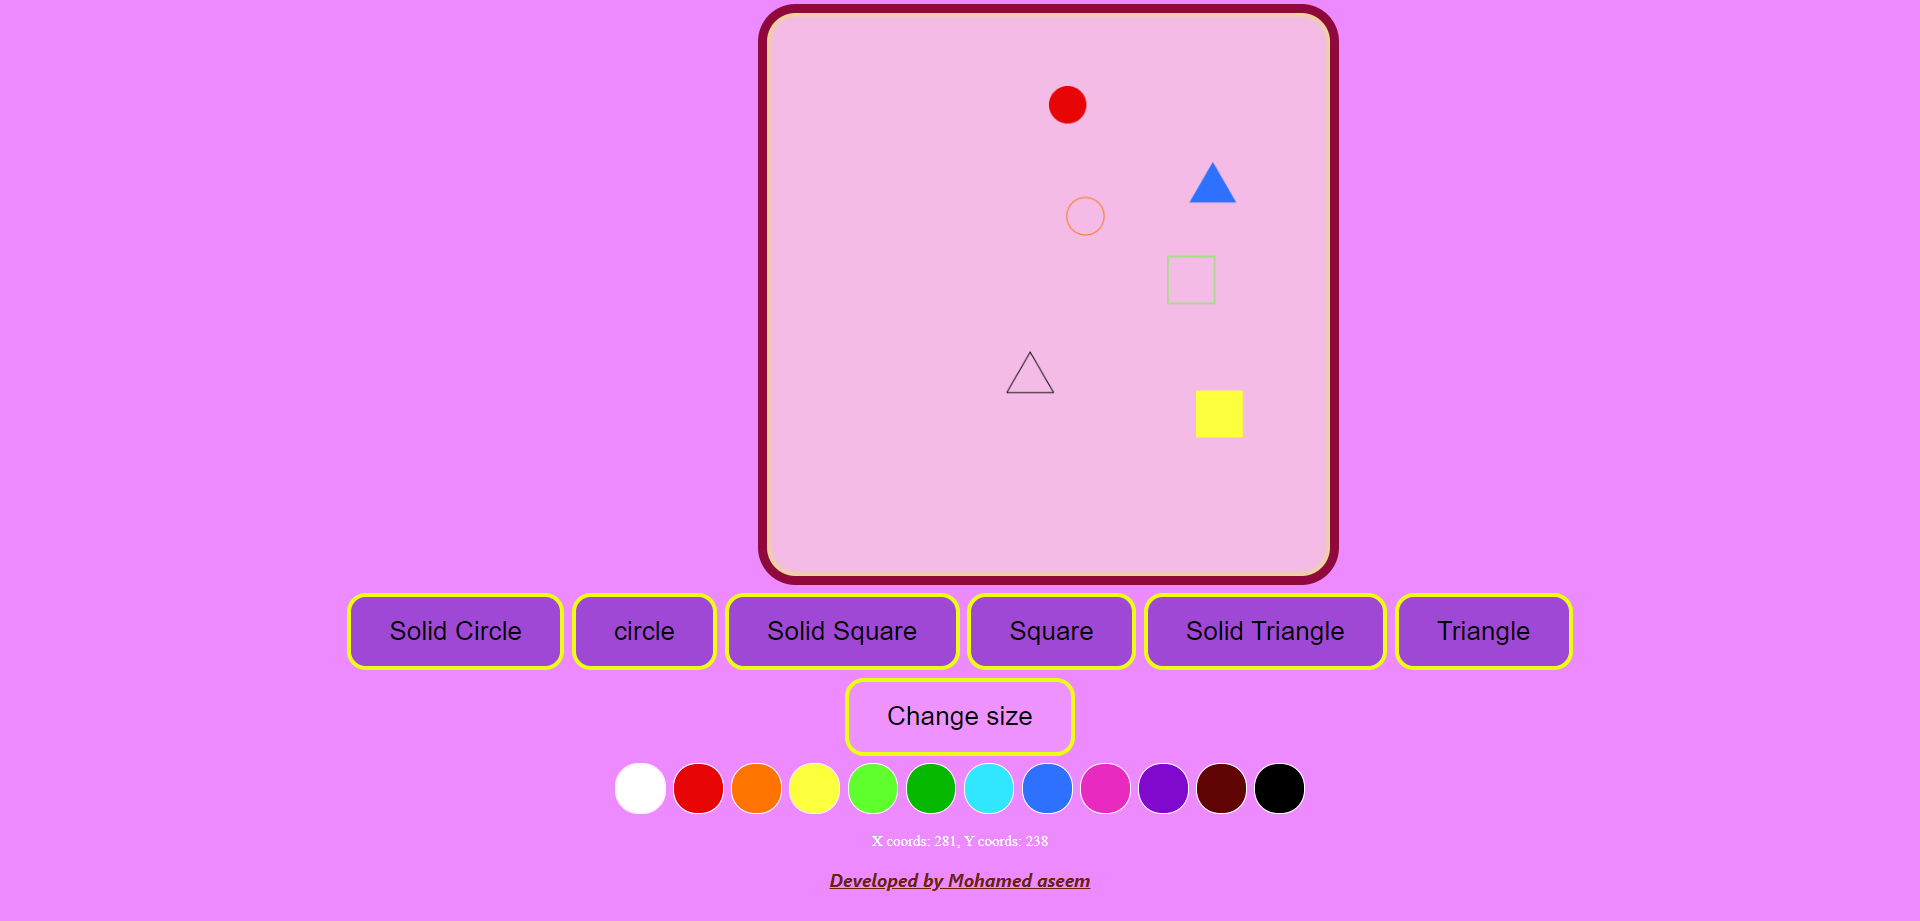 Solid Circle circle Solid Square Square Solid Triangle Triangle
Change size
X coords: 281, Y coords: 238
Developed by Mohamed aseem